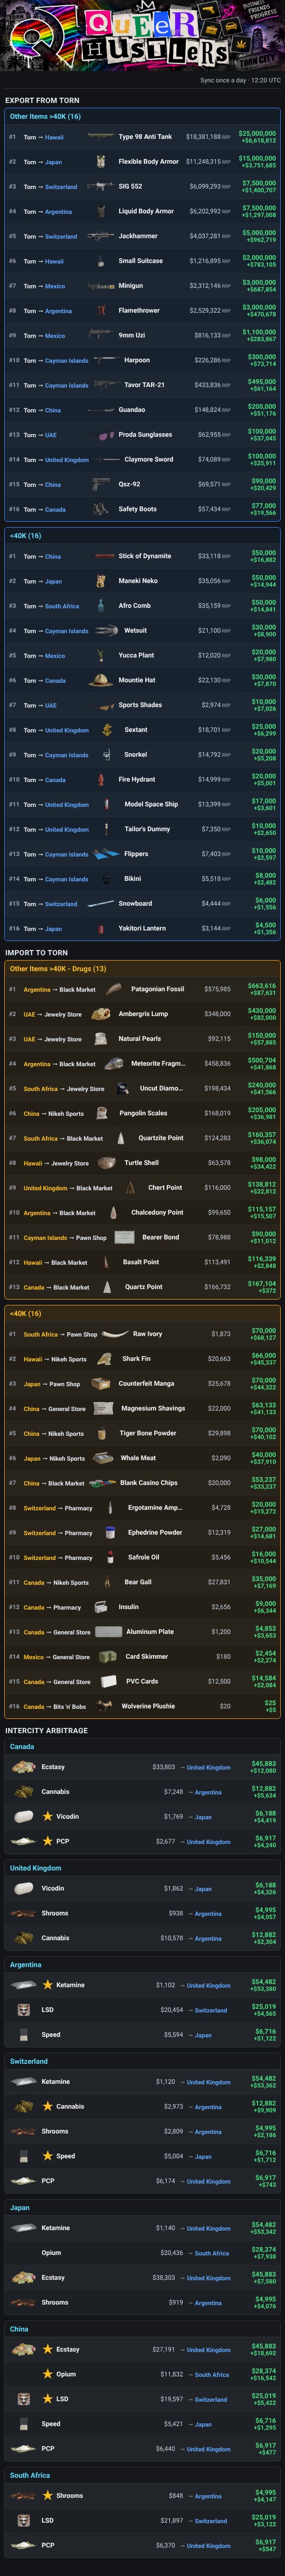 QUEER
HUSTLERS
BUSINESS
FRIENDS
PROGRESS
TORN CITY
Sync once a day · 12:20 UTC
EXPORT FROM TORN
Other Items >40K (16)
#1 Torn → Hawaii Type 98 Anti Tank $18,381,188 RRP $25,000,000
+$6,618,812
#2 Torn → Japan Flexible Body Armor $11,248,315 RRP $15,000,000
+$3,751,685
#3 Torn → Switzerland SIG 552 $6,099,293 RRP $7,500,000
+$1,400,707
#4 Torn → Argentina Liquid Body Armor $6,202,992 RRP $7,500,000
+$1,297,008
#5 Torn → Switzerland Jackhammer $4,037,281 RRP $5,000,000
+$962,719
#6 Torn → Hawaii Small Suitcase $1,216,895 RRP $2,000,000
+$783,105
#7 Torn → Mexico Minigun $2,312,146 RRP $3,000,000
+$687,854
#8 Torn → Argentina Flamethrower $2,529,322 RRP $3,000,000
+$470,678
#9 Torn → Mexico 9mm Uzi $816,133 RRP $1,100,000
+$283,867
#10 Torn → Cayman Islands Harpoon $226,286 RRP $300,000
+$73,714
#11 Torn → Cayman Islands Tavor TAR-21 $433,836 RRP $495,000
+$61,164
#12 Torn → China Guandao $148,824 RRP $200,000
+$51,176
#13 Torn → UAE Proda Sunglasses $62,955 RRP $100,000
+$37,045
#14 Torn → United Kingdom Claymore Sword $74,089 RRP $100,000
+$25,911
#15 Torn → China Qsz-92 $69,571 RRP $90,000
+$20,429
#16 Torn → Canada Safety Boots $57,434 RRP $77,000
+$19,566
<40K (16)
#1 Torn → China Stick of Dynamite $33,118 RRP $50,000
+$16,882
#2 Torn → Japan Maneki Neko $35,056 RRP $50,000
+$14,944
#3 Torn → South Africa Afro Comb $35,159 RRP $50,000
+$14,841
#4 Torn → Cayman Islands Wetsuit $21,100 RRP $30,000
+$8,900
#5 Torn → Mexico Yucca Plant $12,020 RRP $20,000
+$7,980
#6 Torn → Canada Mountie Hat $22,130 RRP $30,000
+$7,870
#7 Torn → UAE Sports Shades $2,974 RRP $10,000
+$7,026
#8 Torn → United Kingdom Sextant $18,701 RRP $25,000
+$6,299
#9 Torn → Cayman Islands Snorkel $14,792 RRP $20,000
+$5,208
#10 Torn → Canada Fire Hydrant $14,999 RRP $20,000
+$5,001
#11 Torn → United Kingdom Model Space Ship $13,399 RRP $17,000
+$3,601
#12 Torn → United Kingdom Tailor's Dummy $7,350 RRP $10,000
+$2,650
#13 Torn → Cayman Islands Flippers $7,403 RRP $10,000
+$2,597
#14 Torn → Cayman Islands Bikini $5,518 RRP $8,000
+$2,482
#15 Torn → Switzerland Snowboard $4,444 RRP $6,000
+$1,556
#16 Torn → Japan Yakitori Lantern $3,144 RRP $4,500
+$1,356
IMPORT TO TORN
Other Items >40K - Drugs (13)
#1 Argentina → Black Market Patagonian Fossil $575,985 $663,616
+$87,631
#2 UAE → Jewelry Store Ambergris Lump $348,000 $430,000
+$82,000
#3 UAE → Jewelry Store Natural Pearls $92,115 $150,000
+$57,885
#4 Argentina → Black Market Meteorite Fragm... $458,836 $500,704
+$41,868
#5 South Africa → Jewelry Store Uncut Diamo... $198,434 $240,000
+$41,566
#6 China → Nikeh Sports Pangolin Scales $168,019 $205,000
+$36,981
#7 South Africa → Black Market Quartzite Point $124,283 $160,357
+$36,074
#8 Hawaii → Jewelry Store Turtle Shell $63,578 $98,000
+$34,422
#9 United Kingdom → Black Market Chert Point $116,000 $138,812
+$22,812
#10 Argentina → Black Market Chalcedony Point $99,650 $115,157
+$15,507
#11 Cayman Islands → Pawn Shop Bearer Bond $78,988 $90,000
+$11,012
#12 Hawaii → Black Market Basalt Point $113,491 $116,339
+$2,848
#13 Canada → Black Market Quartz Point $166,732 $167,104
+$372
<40K (16)
#1 South Africa → Pawn Shop Raw Ivory $1,873 $70,000
+$68,127
#2 Hawaii → Nikeh Sports Shark Fin $20,663 $66,000
+$45,337
#3 Japan → Pawn Shop Counterfeit Manga $25,678 $70,000
+$44,322
#4 China → General Store Magnesium Shavings $22,000 $63,133
+$41,133
#5 China → Nikeh Sports Tiger Bone Powder $29,898 $70,000
+$40,102
#6 Japan → Nikeh Sports Whale Meat $2,090 $40,000
+$37,910
#7 China → Black Market Blank Casino Chips $20,000 $53,237
+$33,237
#8 Switzerland → Pharmacy Ergotamine Amp... $4,728 $20,000
+$15,272
#9 Switzerland → Pharmacy Ephedrine Powder $12,319 $27,000
+$14,681
#10 Switzerland → Pharmacy Safrole Oil $5,456 $16,000
+$10,544
#11 Canada → Nikeh Sports Bear Gall $27,831 $35,000
+$7,169
#12 Canada → Pharmacy Insulin $2,656 $9,000
+$6,344
#13 Canada → General Store Aluminum Plate $1,200 $4,853
+$3,653
#14 Mexico → General Store Card Skimmer $180 $2,454
+$2,274
#15 Canada → General Store PVC Cards $12,500 $14,584
+$2,084
#16 Canada → Bits 'n' Bobs Wolverine Plushie $20 $25
+$5
INTERCITY ARBITRAGE
Canada
Ecstasy $33,803 → United Kingdom $45,883
+$12,080
Cannabis $7,248 → Argentina $12,882
+$5,634
Vicodin $1,769 → Japan $6,188
+$4,419
PCP $2,677 → United Kingdom $6,917
+$4,240
United Kingdom
Vicodin $1,862 → Japan $6,188
+$4,326
Shrooms $938 → Argentina $4,995
+$4,057
Cannabis $10,578 → Argentina $12,882
+$2,304
Argentina
Ketamine $1,102 → United Kingdom $54,482
+$53,380
LSD $20,454 → Switzerland $25,019
+$4,565
Speed $5,594 → Japan $6,716
+$1,122
Switzerland
Ketamine $1,120 → United Kingdom $54,482
+$53,362
Cannabis $2,973 → Argentina $12,882
+$9,909
Shrooms $2,809 → Argentina $4,995
+$2,186
Speed $5,004 → Japan $6,716
+$1,712
PCP $6,174 → United Kingdom $6,917
+$743
Japan
Ketamine $1,140 → United Kingdom $54,482
+$53,342
Opium $20,436 → South Africa $28,374
+$7,938
Ecstasy $38,303 → United Kingdom $45,883
+$7,580
Shrooms $919 → Argentina $4,995
+$4,076
China
Ecstasy $27,191 → United Kingdom $45,883
+$18,692
Opium $11,832 → South Africa $28,374
+$16,542
LSD $19,597 → Switzerland $25,019
+$5,422
Speed $5,421 → Japan $6,716
+$1,295
PCP $6,440 → United Kingdom $6,917
+$477
South Africa
Shrooms $848 → Argentina $4,995
+$4,147
LSD $21,897 → Switzerland $25,019
+$3,122
PCP $6,370 → United Kingdom $6,917
+$547